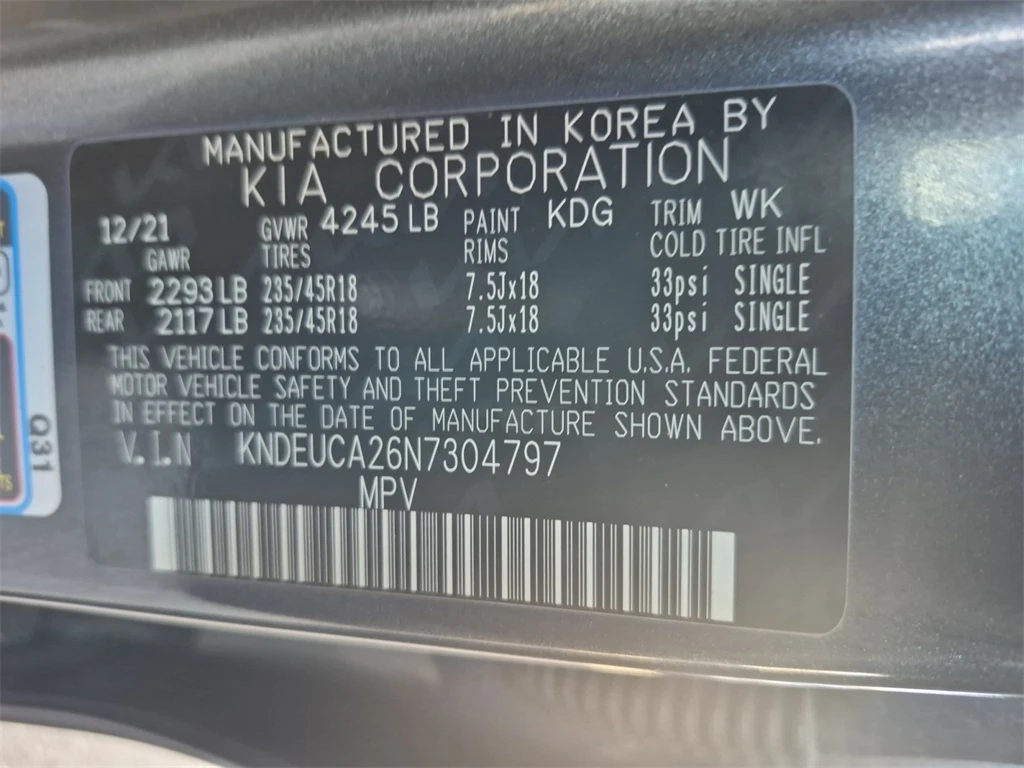 MANUFACTURED IN KOREA BY
KIA CORPORATION
12/21 GVWR 4245 LB PAINT KDG TRIM WK
GAWR TIRES RIMS COLD TIRE INFL
FRONT 2293 LB 235/45R18 7.5Jx18 33psi SINGLE
REAR 2117 LB 235/45R18 7.5Jx18 33psi SINGLE
THIS VEHICLE CONFORMS TO ALL APPLICABLE U.S.A. FEDERAL
MOTOR VEHICLE SAFETY AND THEFT PREVENTION STANDARDS
IN EFFECT ON THE DATE OF MANUFACTURE SHOWN ABOVE.
V.I.N KNDEUCA26N7304797
MPV
Q31